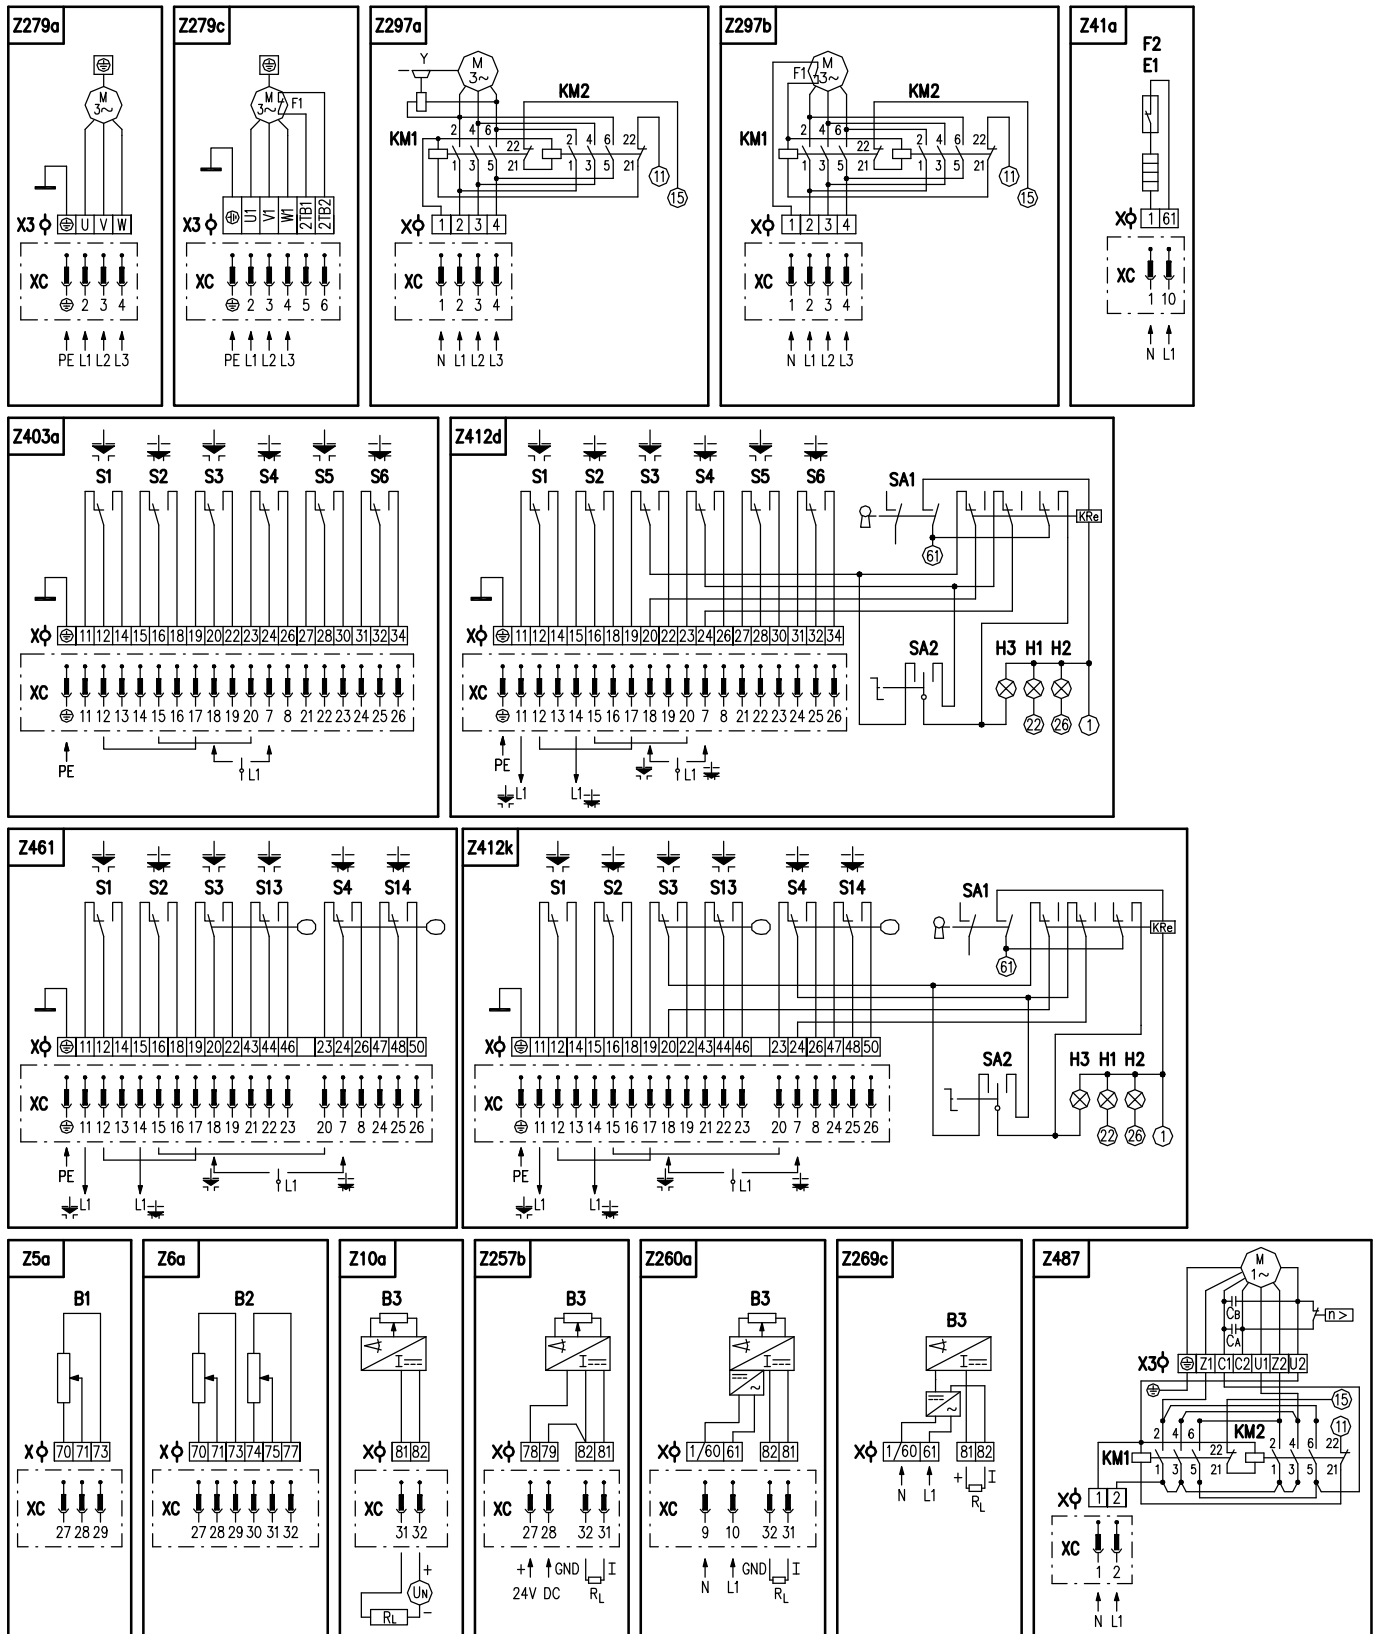 Z279a
M
3~
X3 U V W
XC
2 3 4
PE L1 L2 L3
Z279c
M
3~ F1
X3 U1 V1 W1 2TB1 2TB2
XC
2 3 4 5 6
PE L1 L2 L3
Z297a
Y M
3~
KM2
KM1 2 4 6 22 2 4 6 22
1 3 5 21 1 3 5 21
11
15
X 1 2 3 4
XC
1 2 3 4
N L1 L2 L3
Z297b
M
F1 3~
KM2
KM1 2 4 6 22 2 4 6 22
1 3 5 21 1 3 5 21
11
15
X 1 2 3 4
XC
1 2 3 4
N L1 L2 L3
Z41a
F2
E1
X 1 61
XC
1 10
N L1
Z403a
S1 S2 S3 S4 S5 S6
X 11 12 14 15 16 18 19 20 22 23 24 26 27 28 30 31 32 34
XC
11 12 13 14 15 16 17 18 19 20 7 8 21 22 23 24 25 26
PE L1
Z412d
S1 S2 S3 S4 S5 S6
SA1
KRe
61
X 11 12 14 15 16 18 19 20 22 23 24 26 27 28 30 31 32 34
SA2 H3 H1 H2
22 26 1
XC
11 12 13 14 15 16 17 18 19 20 7 8 21 22 23 24 25 26
PE L1 L1 L1
Z461
S1 S2 S3 S13 S4 S14
X 11 12 14 15 16 18 19 20 22 43 44 46 23 24 26 47 48 50
XC
11 12 13 14 15 16 17 18 19 21 22 23 20 7 8 24 25 26
PE L1 L1 L1
Z412k
S1 S2 S3 S13 S4 S14
SA1
KRe
61
X 11 12 14 15 16 18 19 20 22 43 44 46 23 24 26 47 48 50
SA2 H3 H1 H2
22 26 1
XC
11 12 13 14 15 16 17 18 19 21 22 23 20 7 8 24 25 26
PE L1 L1 L1
Z5a
B1
X 70 71 73
XC
27 28 29
Z6a
B2
X 70 71 73 74 75 77
XC
27 28 29 30 31 32
Z10a
B3
I
X 81 82
XC
31 32
+
UN
RL −
Z257b
B3
I
X 78 79 82 81
XC
27 28 32 31
+ GND I
24V DC RL
Z260a
B3
I
~
X 1/60 61 82 81
XC
9 10 32 31
N L1 GND I
RL
Z269c
B3
I
~
X 1/60 61 81 82
N L1 + I
RL
Z487
M
1~
CB
n >
CA
X3 Z1 C1 C2 U1 Z2 U2
15
11
KM1 2 4 6 22 KM2 2 4 6 22
1 3 5 21 1 3 5 21
X 1 2
XC
1 2
N L1